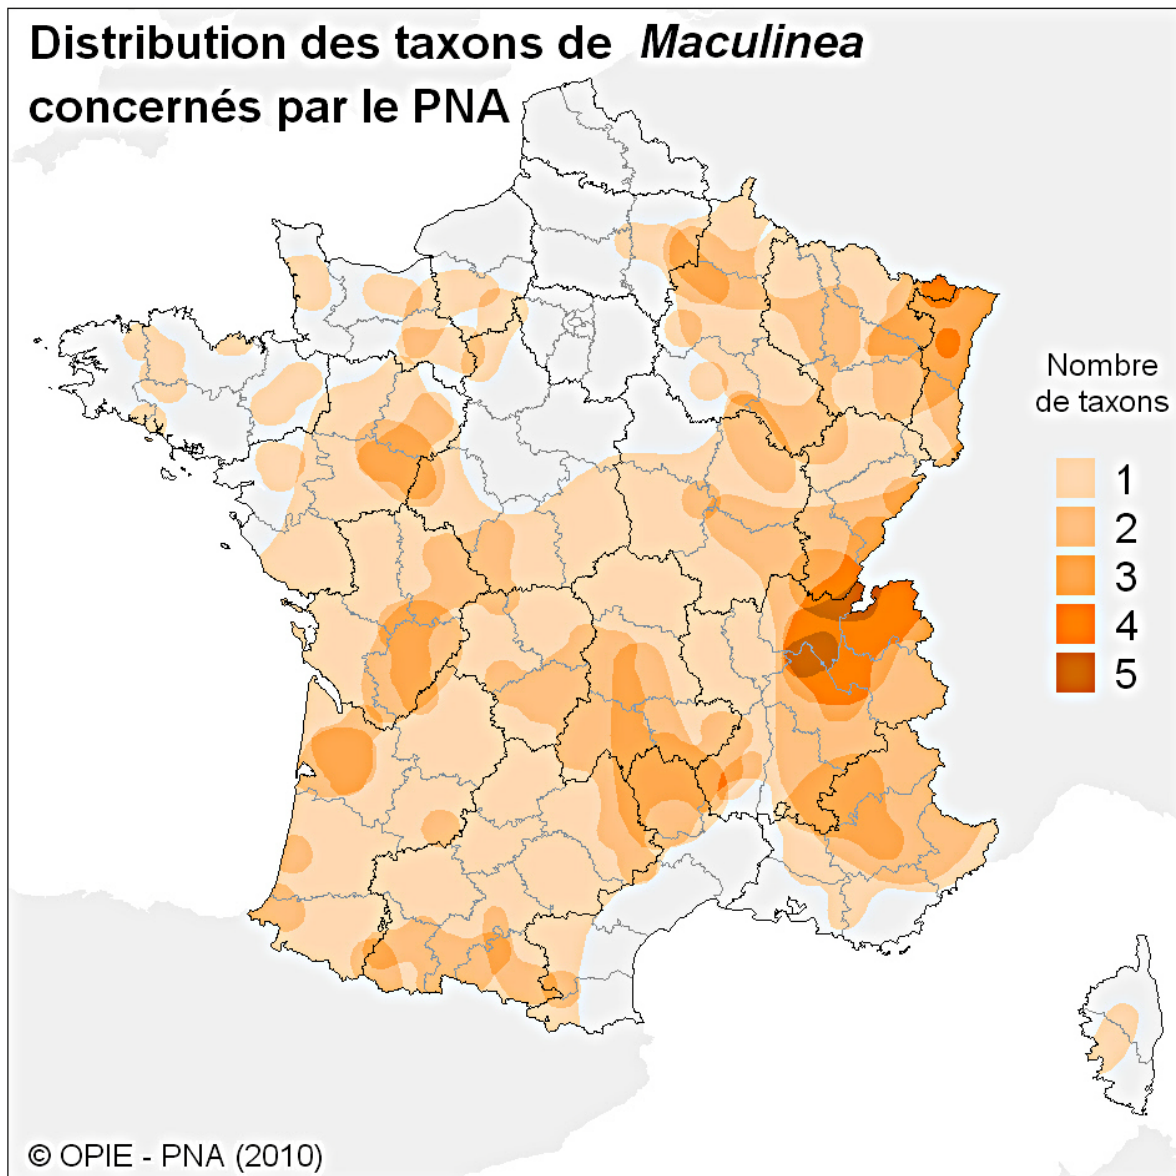 Distribution des taxons de Maculinea
concernés par le PNA
Nombre
de taxons
1
2
3
4
5
© OPIE - PNA (2010)